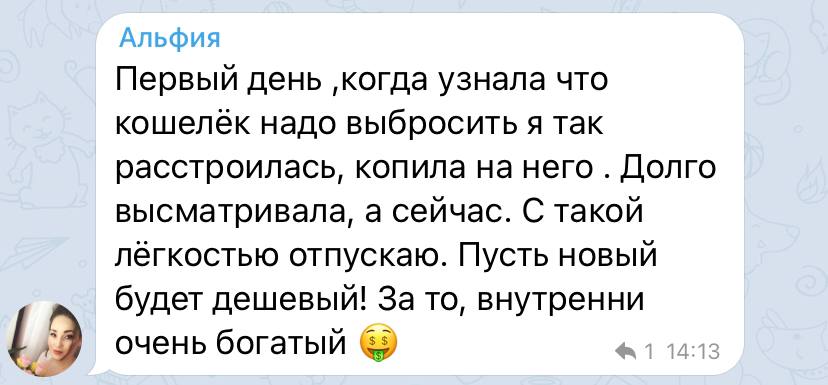 Альфия
Первый день ,когда узнала что
кошелёк надо выбросить я так
расстроилась, копила на него . Долго
высматривала, а сейчас. С такой
лёгкостью отпускаю. Пусть новый
будет дешевый! За то, внутренни
очень богатый 🤑
1 14:13